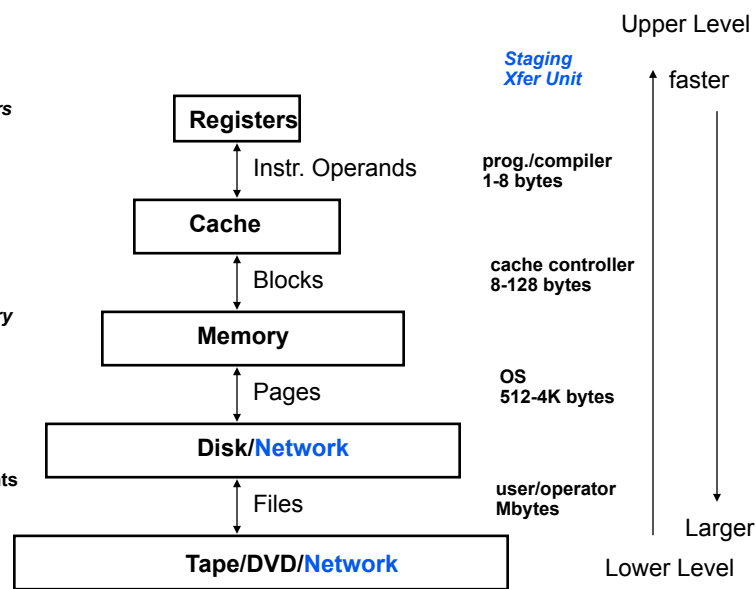 Upper Level
Staging
Xfer Unit
faster
Registers
Instr. Operands
prog./compiler
1-8 bytes
Cache
Blocks
cache controller
8-128 bytes
Memory
Pages
OS
512-4K bytes
Disk/Network
Files
user/operator
Mbytes
Larger
Tape/DVD/Network
Lower Level